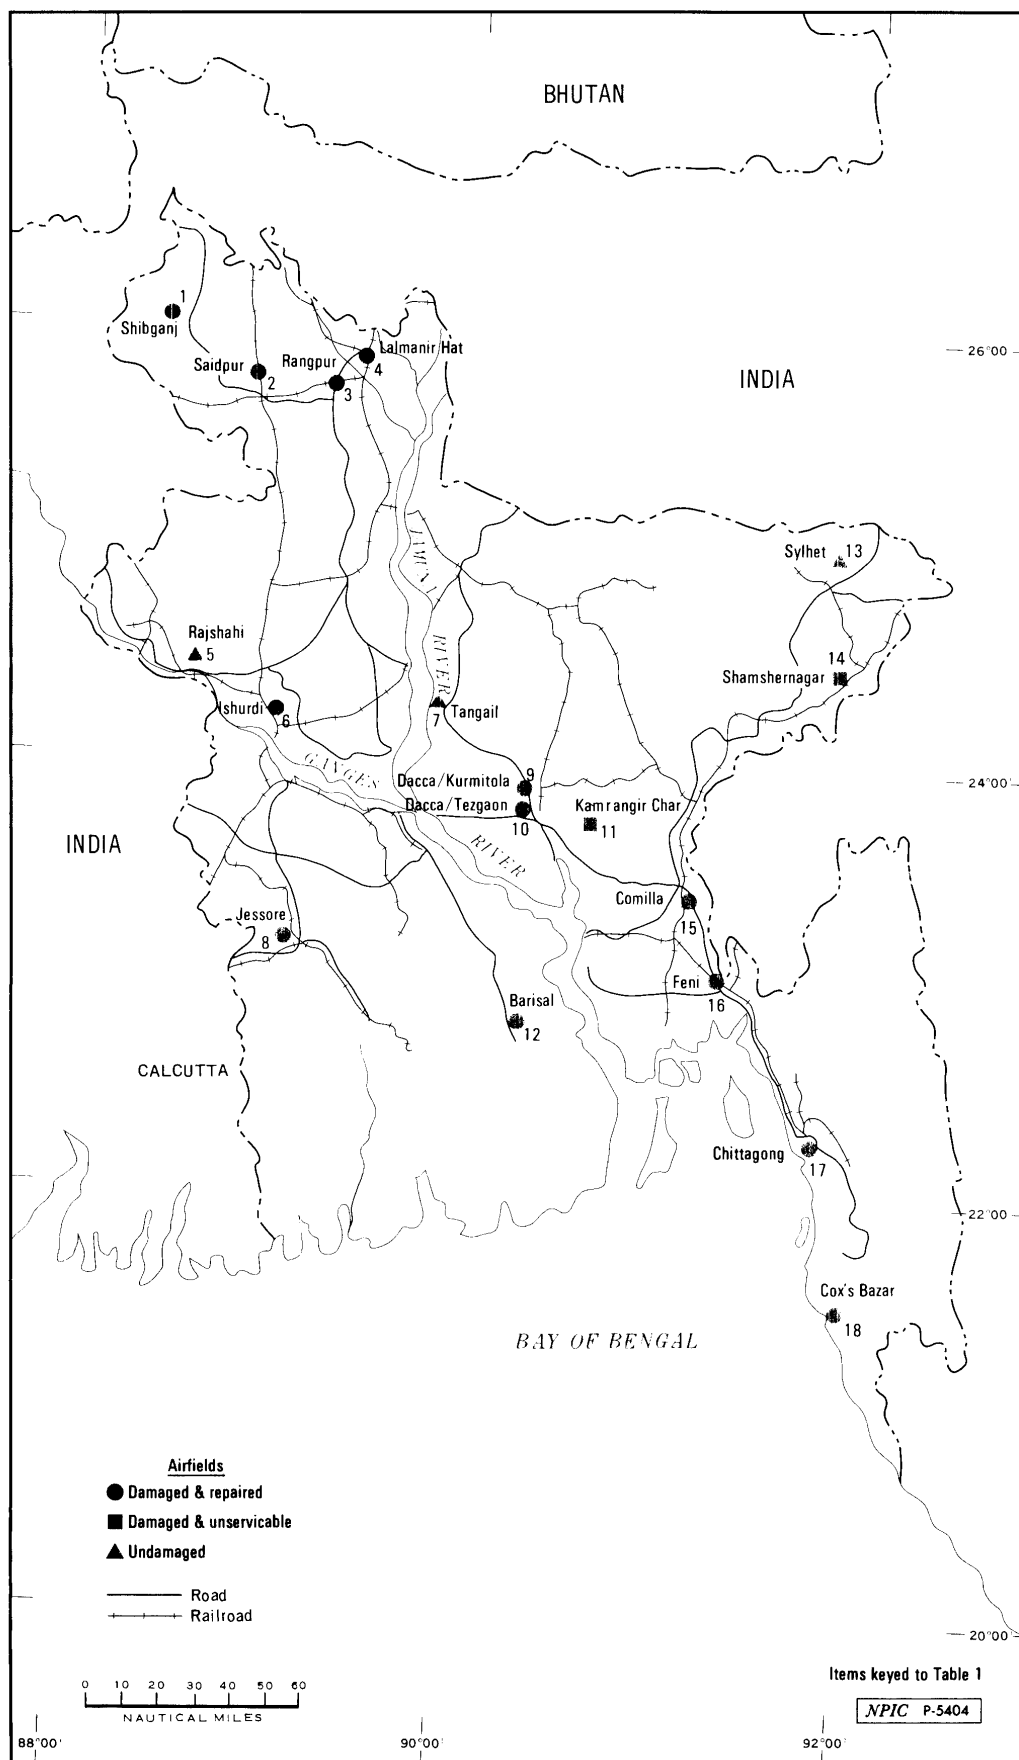 BHUTAN
1
Shibganj
Saidpur
2
Rangpur
3
Lalmanir Hat
4
26°00'
INDIA
JAMUNA
RIVER
Sylhet 13
Rajshahi
5
14
Shamshernagar
Ishurdi
6
7 Tangail
GANGES
RIVER
9
Dacca/Kurmitola
Dacca/Tezgaon
10
Kamrangir Char
11
24°00'
INDIA
Jessore
8
Comilla
15
Feni
16
Barisal
12
CALCUTTA
Chittagong
17
22°00'
Cox's Bazar
18
BAY OF BENGAL
Airfields
Damaged & repaired
Damaged & unservicable
Undamaged
Road
Railroad
20°00'
0 10 20 30 40 50 60
NAUTICAL MILES
Items keyed to Table 1
NPIC P-5404
88°00'
90°00'
92°00'